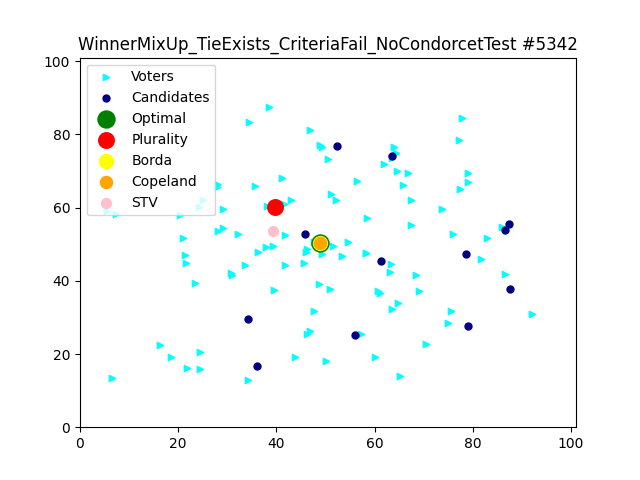 WinnerMixUp_TieExists_CriteriaFail_NoCondorcetTest #5342
100
80
60
40
20
0
Voters
Candidates
Optimal
Plurality
Borda
Copeland
STV
0 20 40 60 80 100